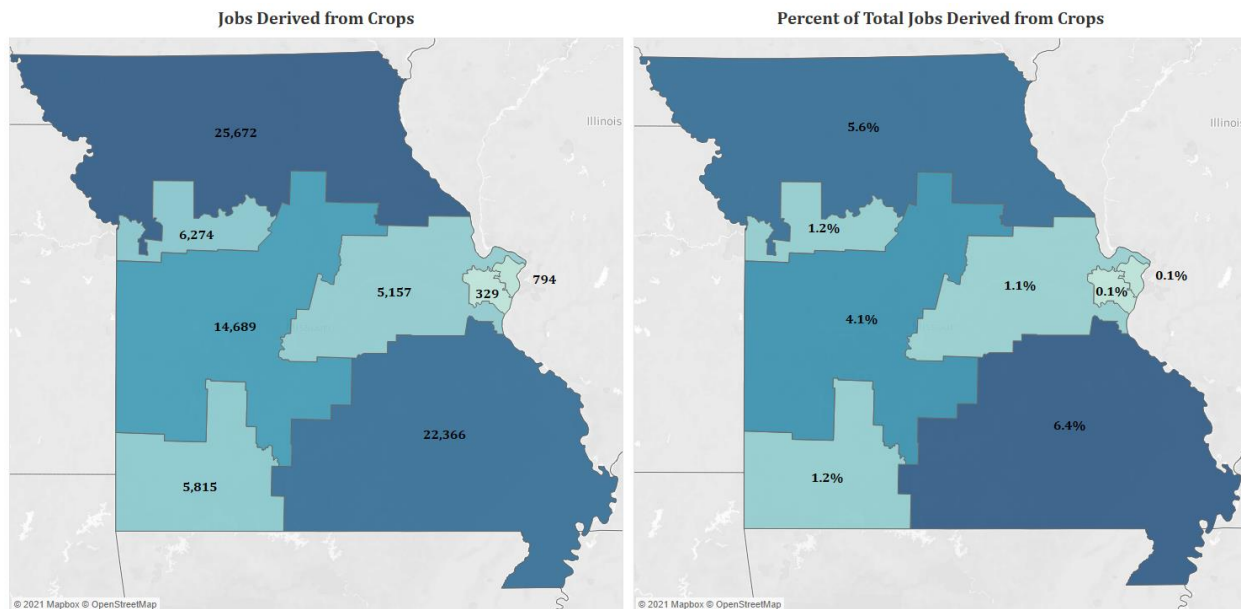 Jobs Derived from Crops
Illinois
25,672
6,274
794
5,157
329
14,689
22,366
5,815
© 2021 Mapbox © OpenStreetMap
Percent of Total Jobs Derived from Crops
Illinois
5.6%
1.2%
0.1%
1.1%
0.1%
4.1%
6.4%
1.2%
© 2021 Mapbox © OpenStreetMap